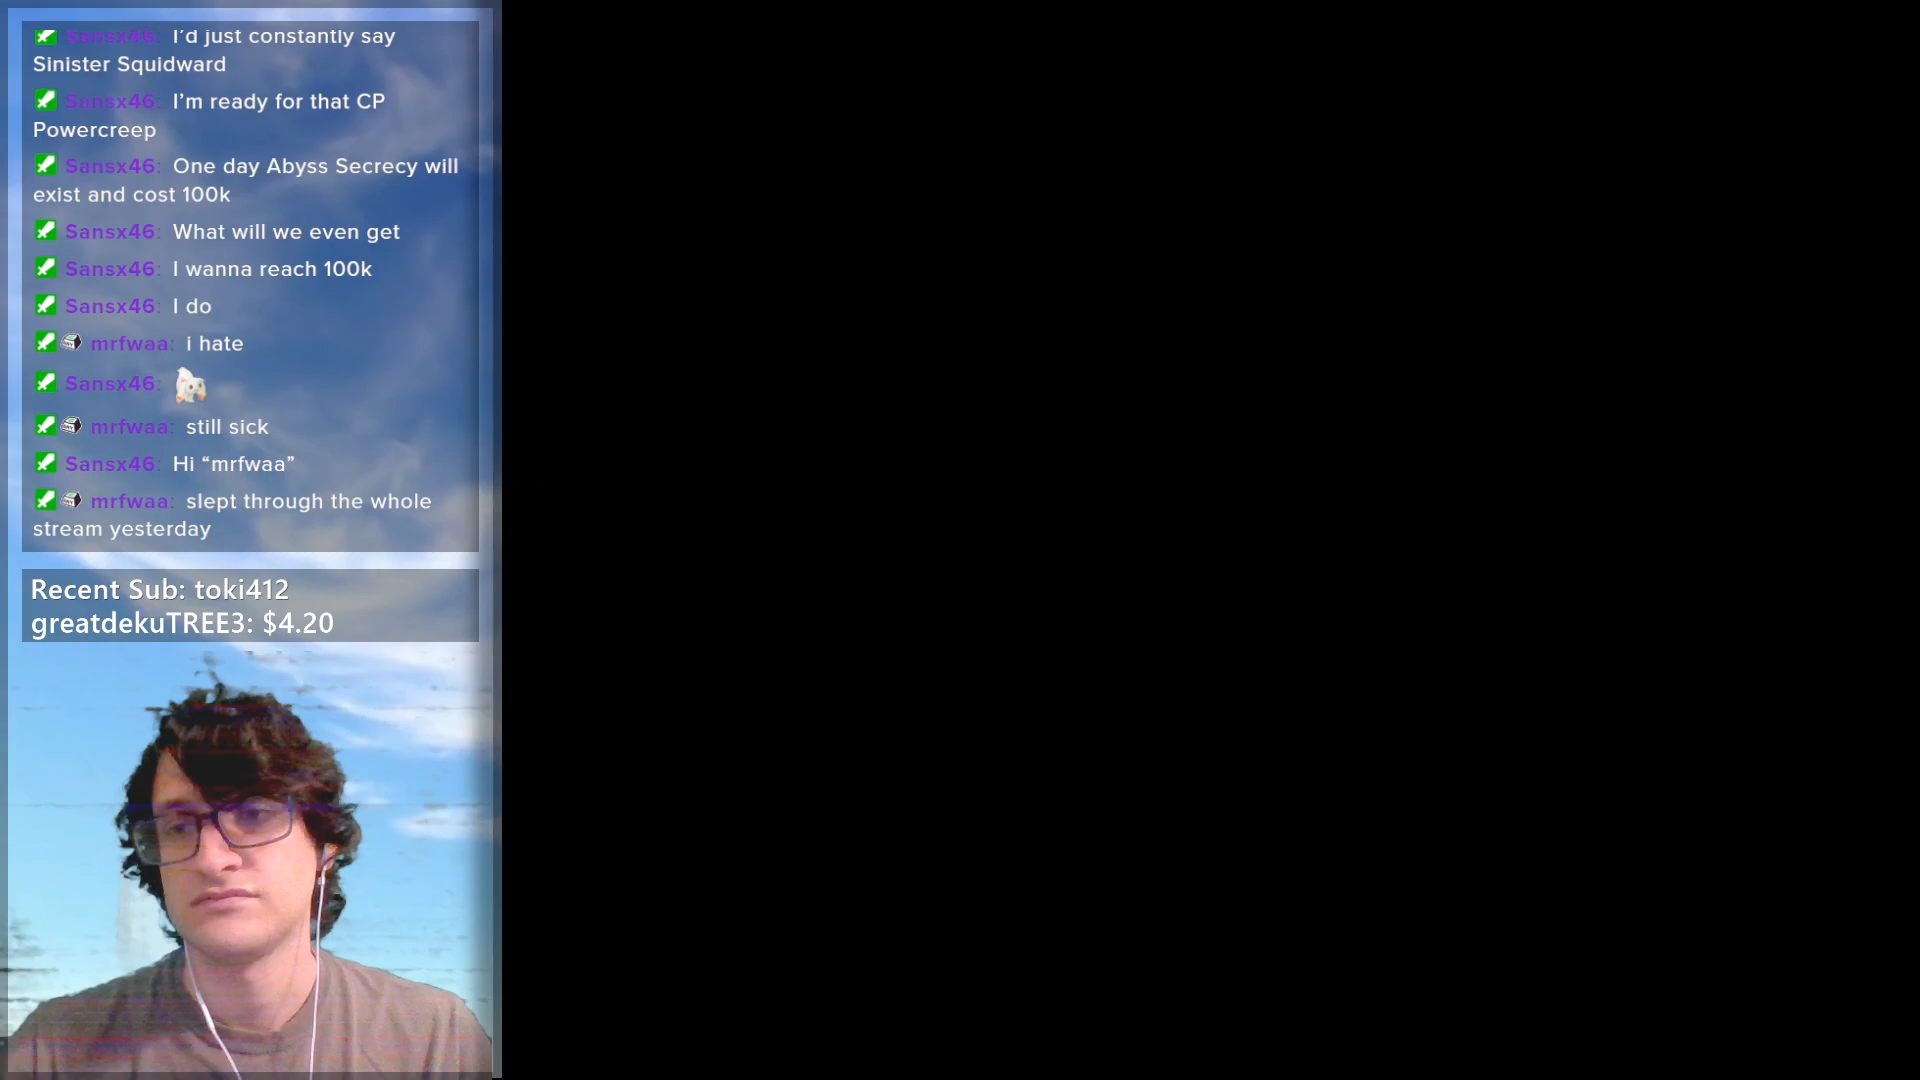 Sansx46: I'd just constantly say
Sinister Squidward
Sansx46: I’m ready for that CP
Powercreep
Sansx46: One day Abyss Secrecy will
exist and cost 100k
Sansx46: What will we even get
Sansx46: I wanna reach 100k
Sansx46: I do
mrfwaa: i hate
Sansx46:
mrfwaa: still sick
Sansx46: Hi “mrfwaa”
mrfwaa: slept through the whole
stream yesterday
Recent Sub: toki412
greatdekuTREE3: $4.20